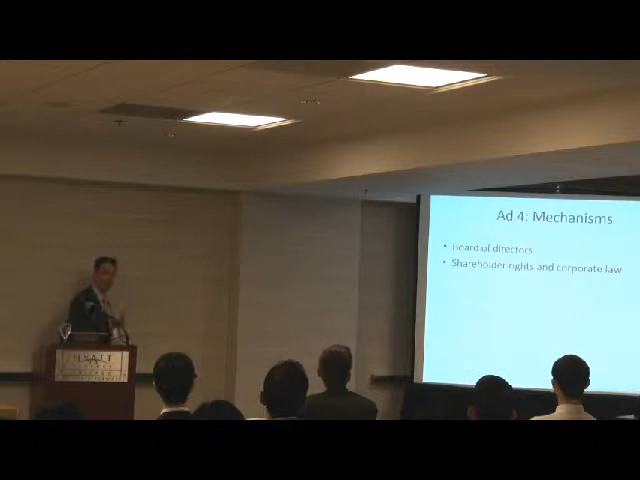 Ad 4: Mechanisms
• Board of directors
• Shareholder rights and corporate law
HYATT